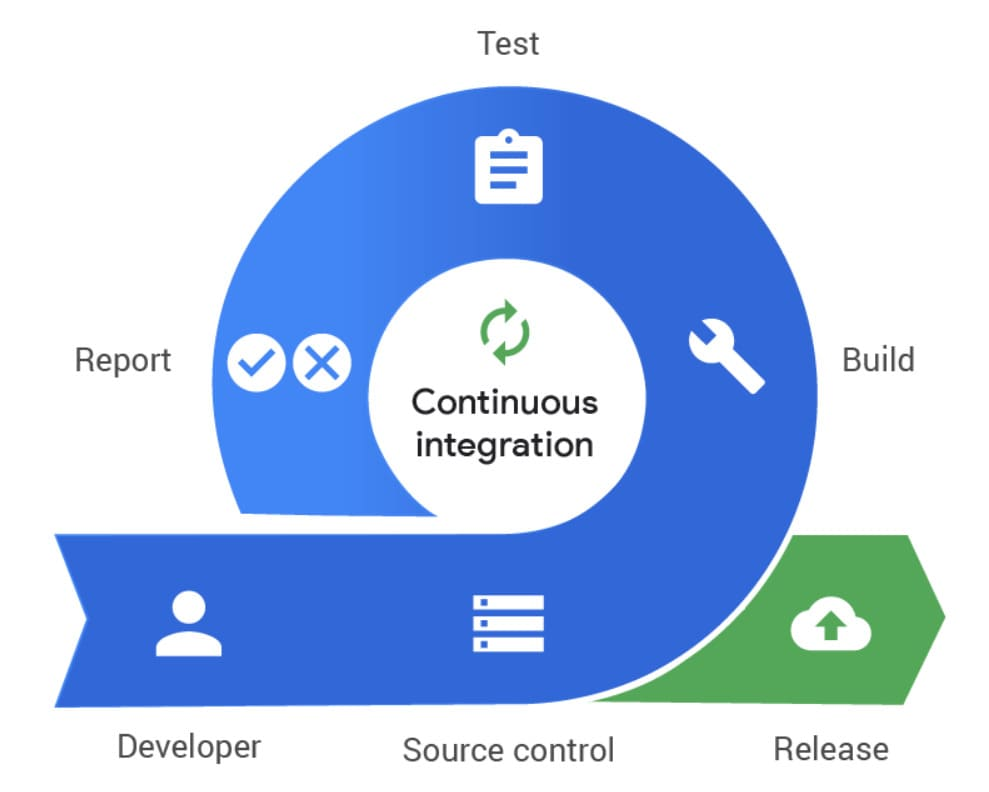 Test
Report
Continuous
integration
Build
Developer
Source control
Release